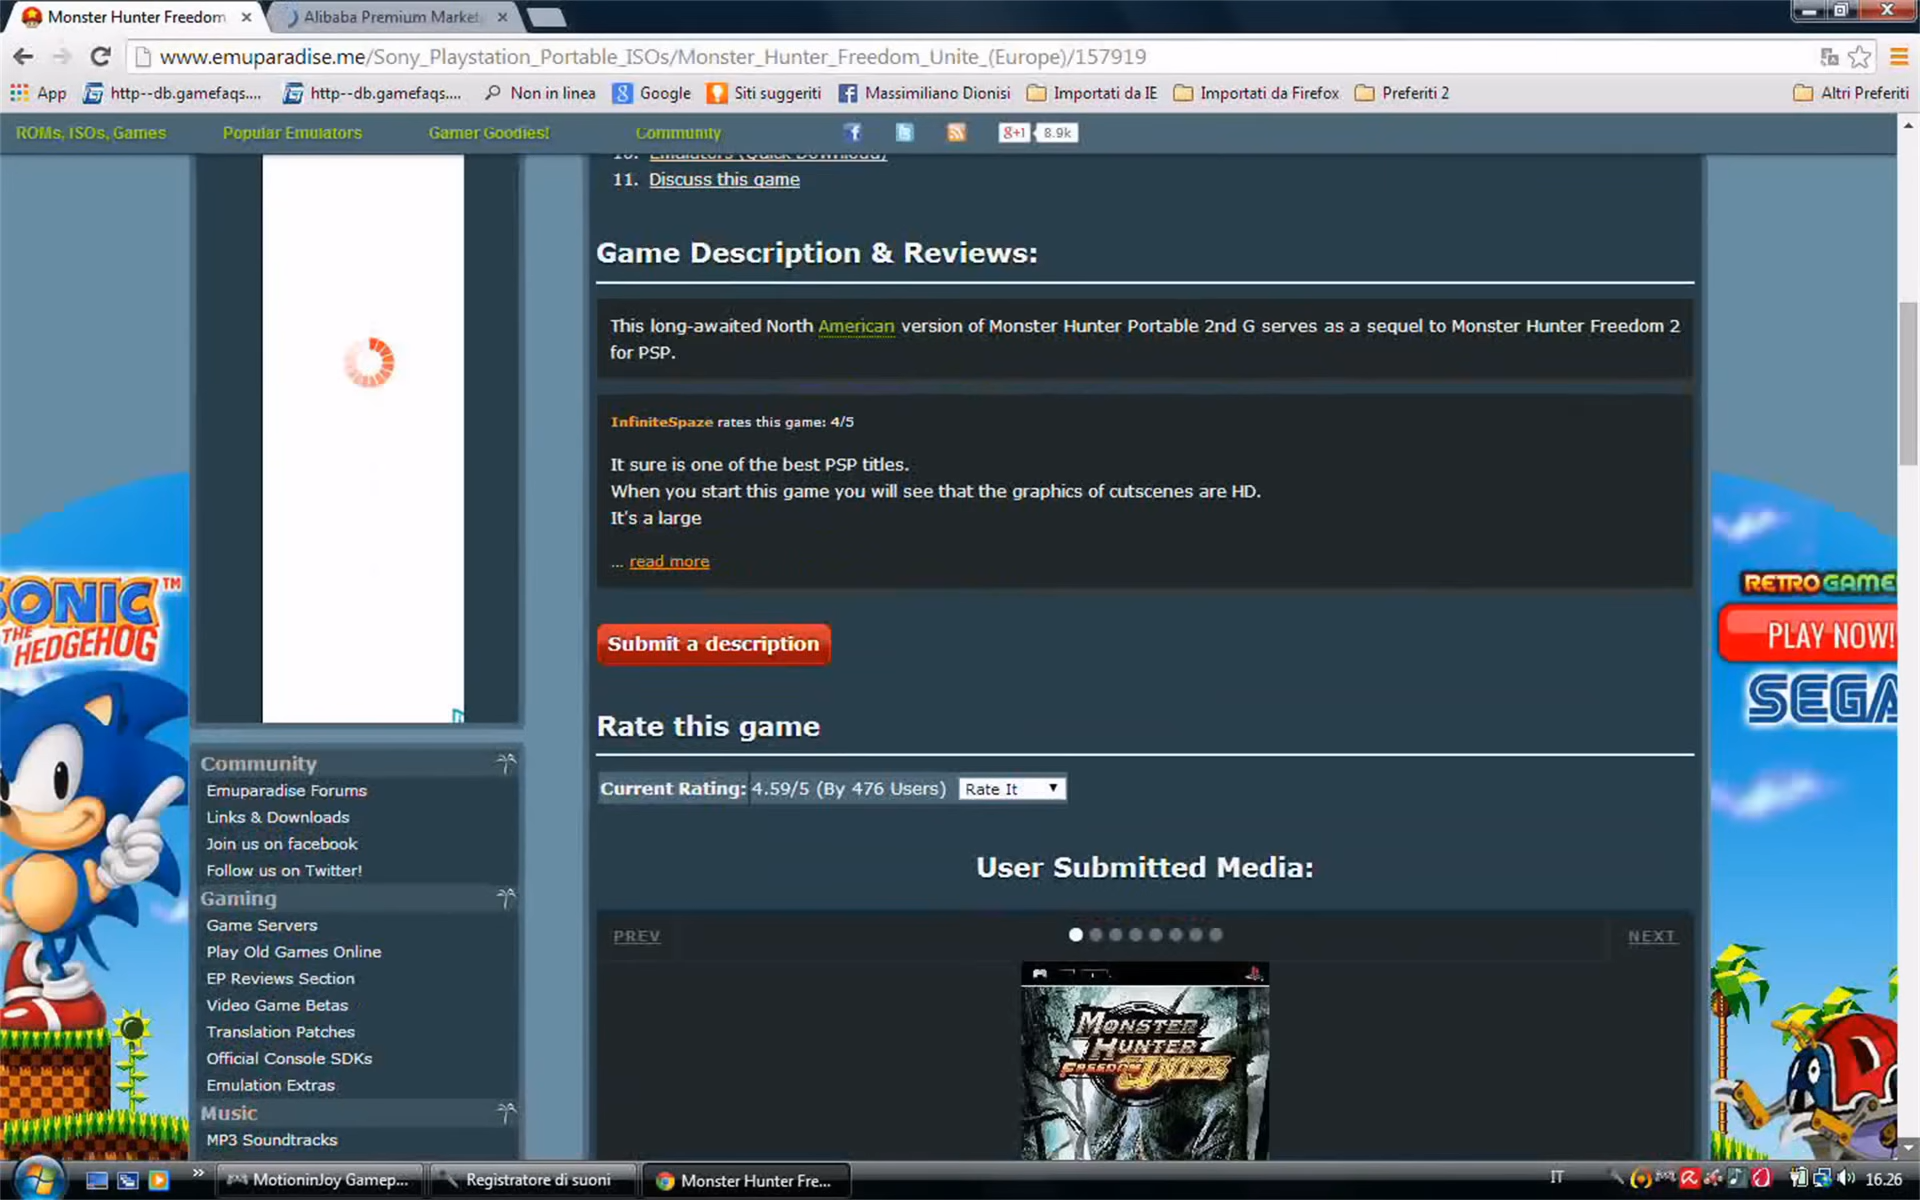 Monster Hunter Freedom
Alibaba Premium Market
www.emuparadise.me/Sony_Playstation_Portable_ISOs/Monster_Hunter_Freedom_Unite_(Europe)/157919
App
http--db.gamefaqs....
http--db.gamefaqs....
Non in linea
Google
Siti suggeriti
Massimiliano Dionisi
Importati da IE
Importati da Firefox
Preferiti 2
Altri Preferiti
ROMs, ISOs, Games
Popular Emulators
Gamer Goodies!
Community
g+1
8.9k
10. Emulators (Quick Download)
11. Discuss this game
Game Description & Reviews:
This long-awaited North American version of Monster Hunter Portable 2nd G serves as a sequel to Monster Hunter Freedom 2
for PSP.
InfiniteSpaze rates this game: 4/5
It sure is one of the best PSP titles.
When you start this game you will see that the graphics of cutscenes are HD.
It's a large
... read more
Submit a description
Rate this game
Current Rating: 4.59/5 (By 476 Users) Rate It
User Submitted Media:
PREV
NEXT
MONSTER
HUNTER
FREEDOM UNITE
SONIC™
THE
HEDGEHOG
Community
Emuparadise Forums
Links & Downloads
Join us on facebook
Follow us on Twitter!
Gaming
Game Servers
Play Old Games Online
EP Reviews Section
Video Game Betas
Translation Patches
Official Console SDKs
Emulation Extras
Music
MP3 Soundtracks
RETROGAME
PLAY NOW!
SEGA
MotioninJoy Gamep...
Registratore di suoni
Monster Hunter Fre...
IT
16.26